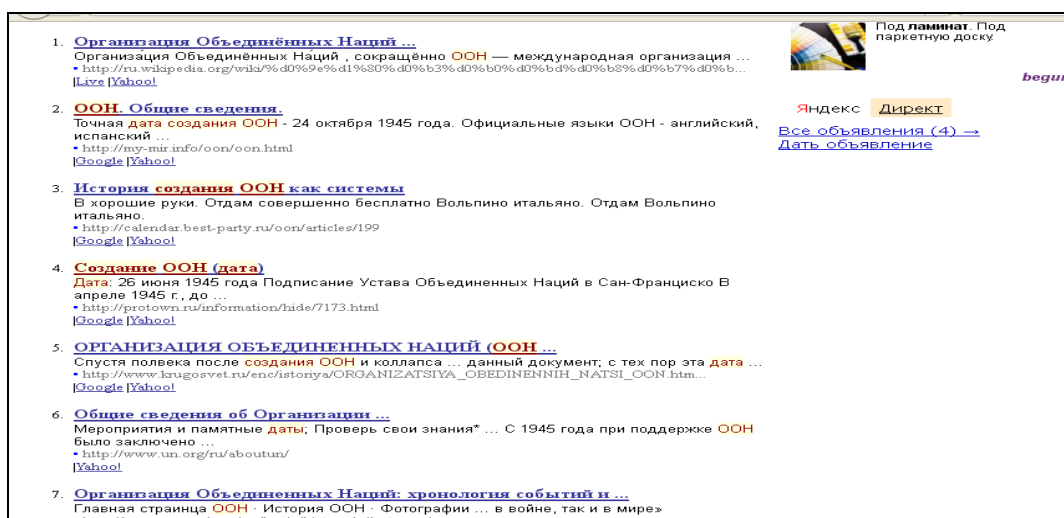 1. Организация Объединённых Наций ...
Организа́ция Объединённых На́ций , сокращённо ООН — международная организация ...
▪ http://ru.wikipedia.org/wiki/%d0%9e%d1%80%d0%b3%d0%b0%d0%bd%d0%b8%d0%b7%d0%b...
|Live |Yahoo!
2. ООН. Общие сведения.
Точная дата создания ООН - 24 октября 1945 года. Официальные языки ООН - английский,
испанский ...
▪ http://my-mir.info/oon/oon.html
|Google |Yahoo!
3. История создания ООН как системы
В хорошие руки. Отдам совершенно бесплатно Вольпино итальяно. Отдам Вольпино
итальяно.
▪ http://calendar.best-party.ru/oon/articles/199
|Google |Yahoo!
4. Создание ООН (дата)
Дата: 26 июня 1945 года Подписание Устава Объединенных Наций в Сан-Франциско В
апреле 1945 г., до ...
▪ http://protown.ru/information/hide/7173.html
|Google |Yahoo!
5. ОРГАНИЗАЦИЯ ОБЪЕДИНЕННЫХ НАЦИЙ (ООН ...
Спустя полвека после создания ООН и коллапса ... данный документ; с тех пор эта дата ...
▪ http://www.krugosvet.ru/enc/istoriya/ORGANIZATSIYA_OBEDINENNIH_NATSI_OON.htm...
|Google |Yahoo!
6. Общие сведения об Организации ...
Мероприятия и памятные даты; Проверь свои знания* ... С 1945 года при поддержке ООН
было заключено ...
▪ http://www.un.org/ru/aboutun/
|Yahoo!
7. Организация Объединенных Наций: хронология событий и ...
Главная страинца ООН · История ООН · Фотографии ... в войне, так и в мире»
Под ламинат. Под
паркетную доску.
begun
Яндекс Директ
Все объявления (4) →
Дать объявление